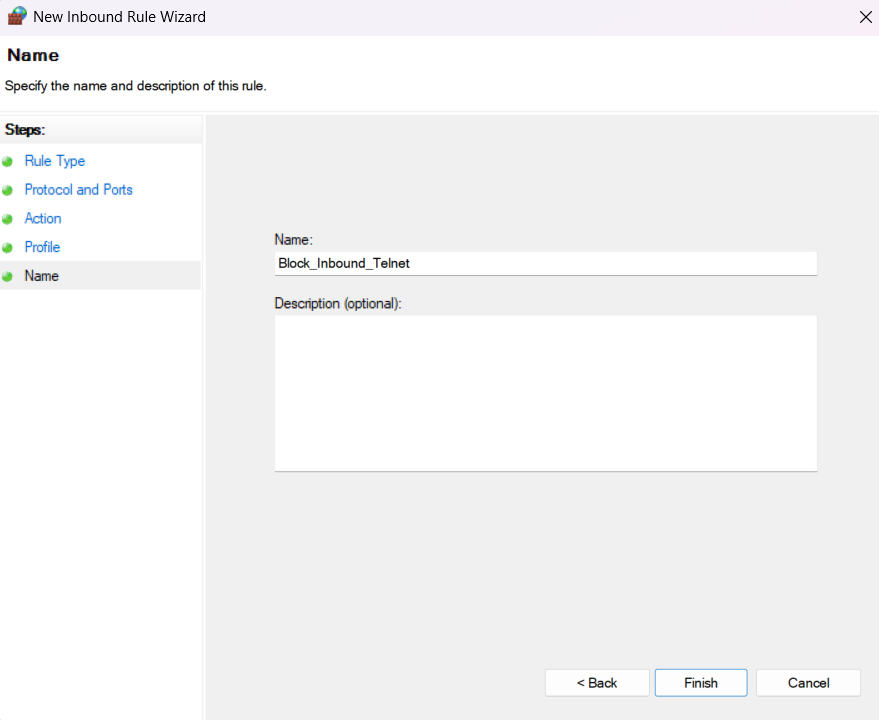 New Inbound Rule Wizard
Name
Specify the name and description of this rule.
Steps:
Rule Type
Protocol and Ports
Action
Profile
Name
Name:
Block_Inbound_Telnet
Description (optional):
< Back
Finish
Cancel